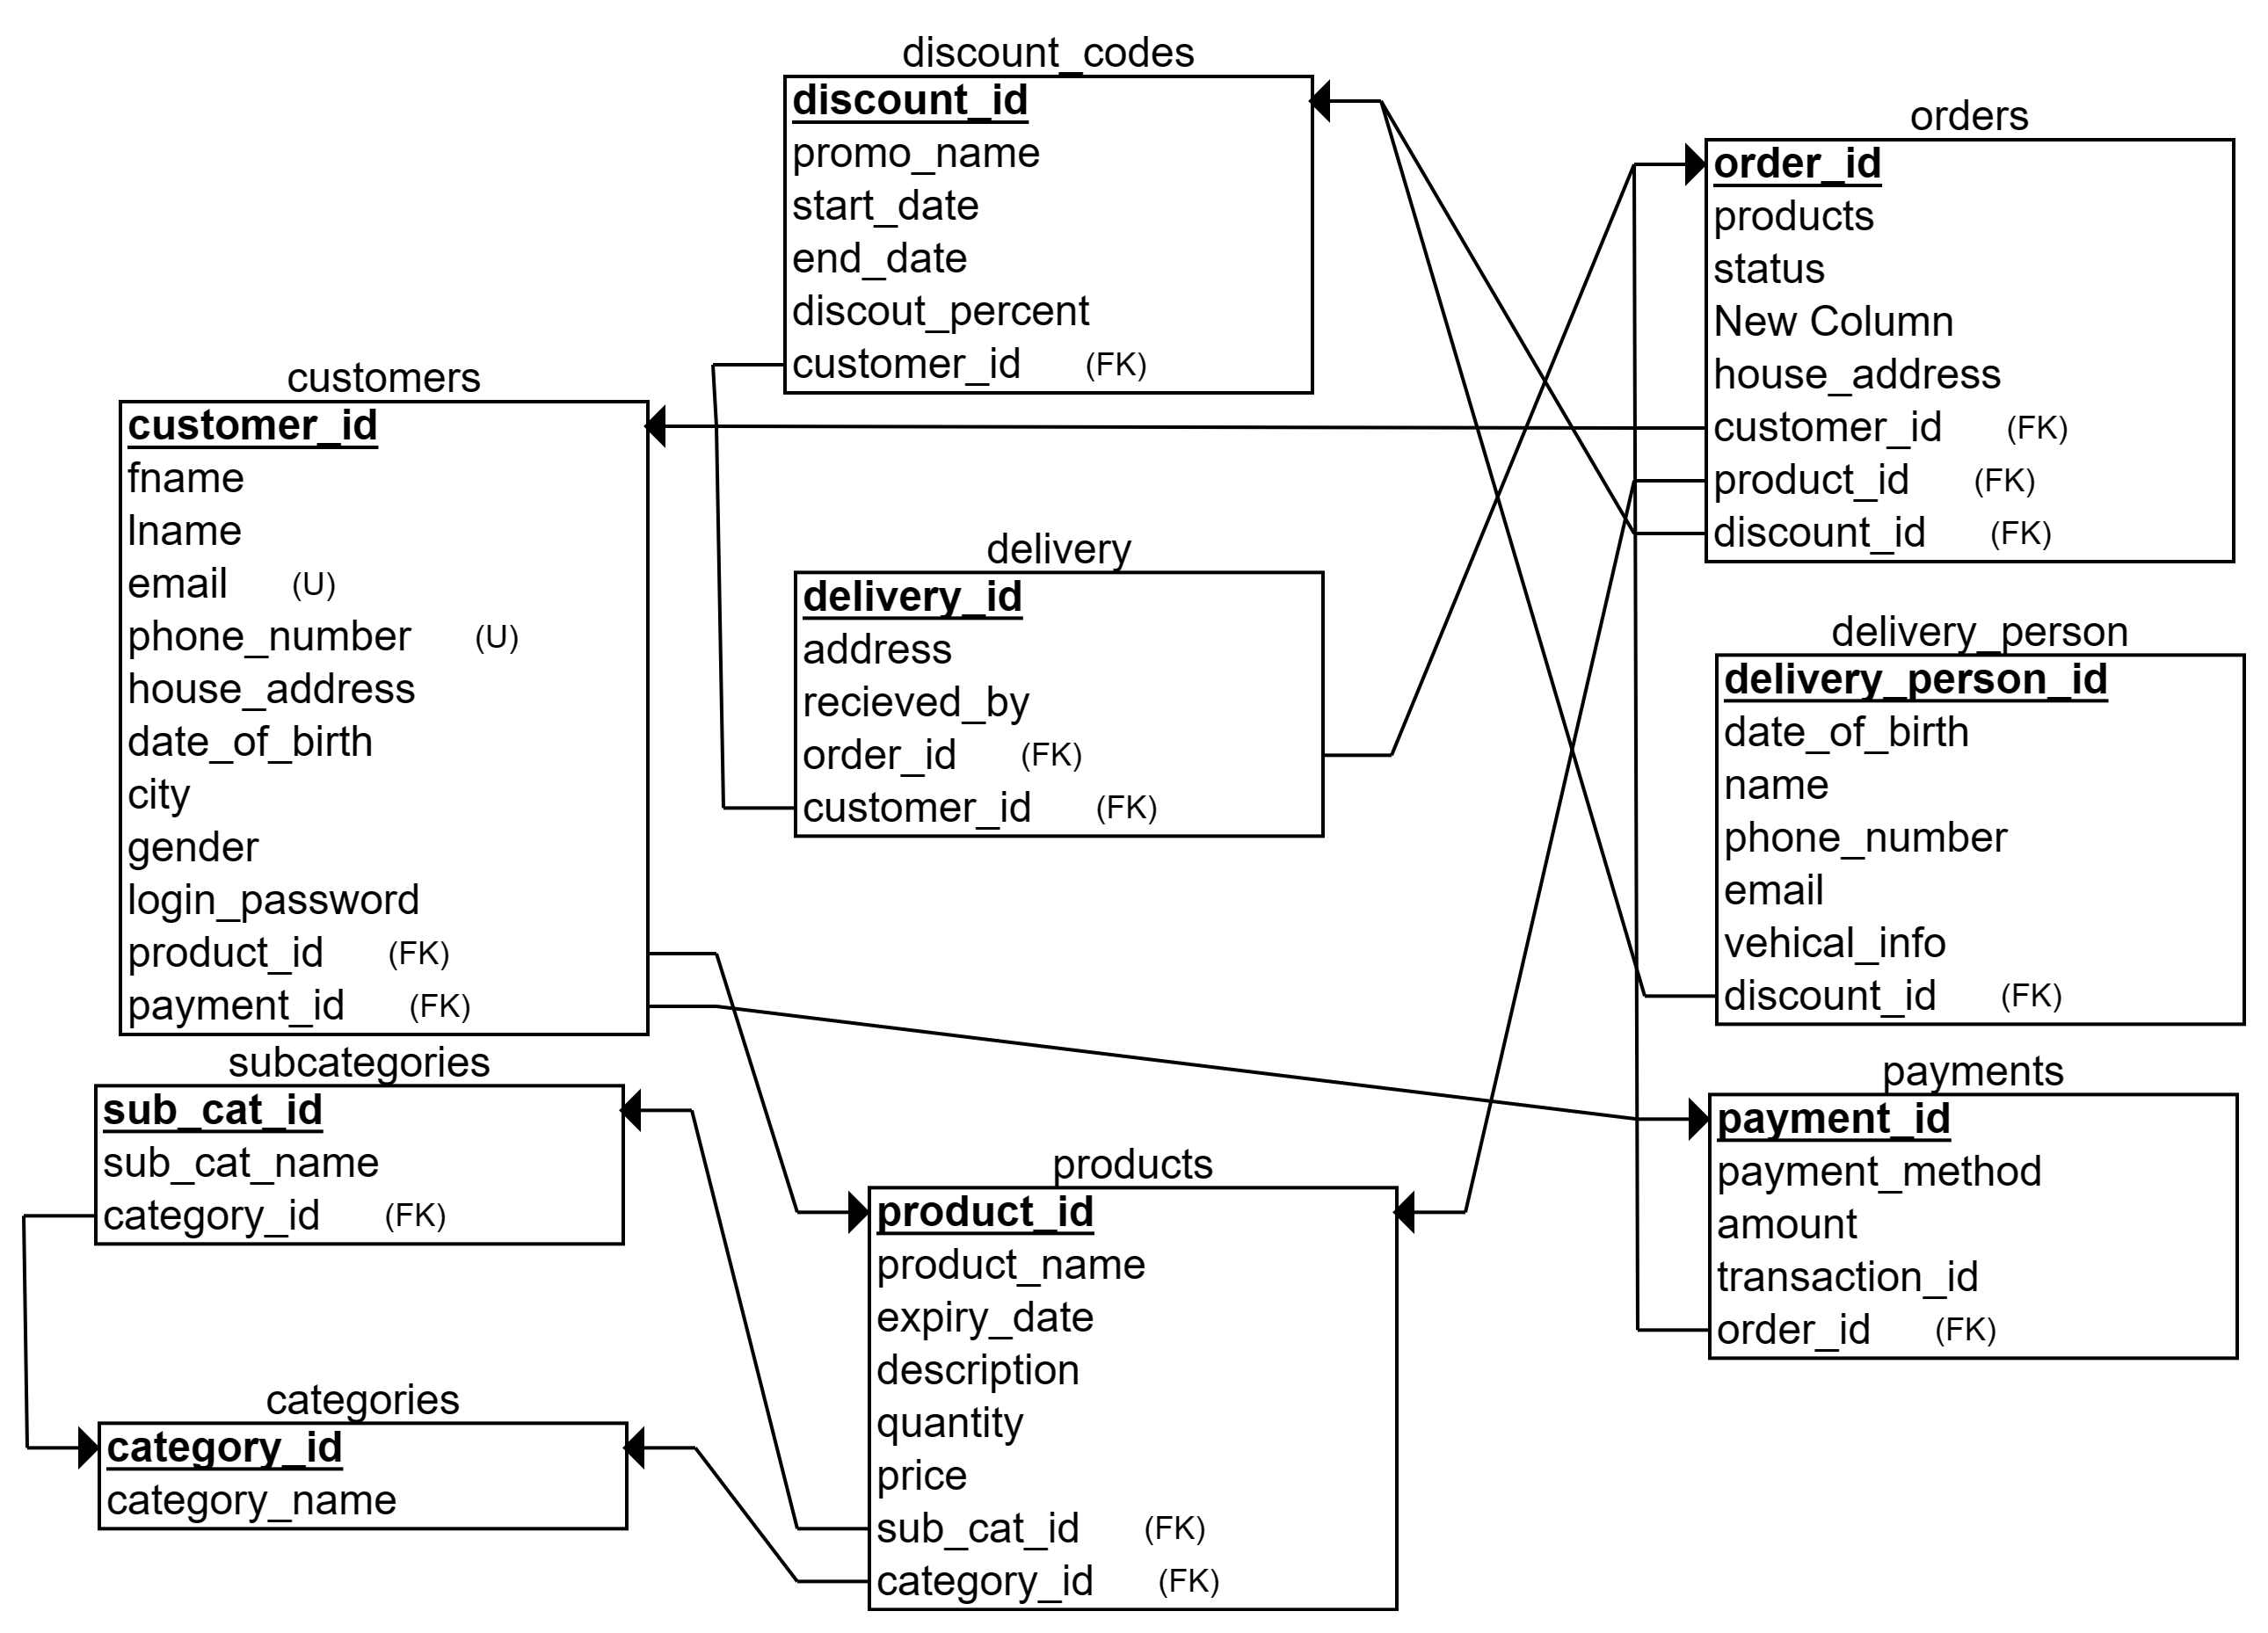 discount_codes
discount_id
promo_name
start_date
end_date
discout_percent
customer_id (FK)
orders
order_id
products
status
New Column
house_address
customer_id (FK)
product_id (FK)
discount_id (FK)
customers
customer_id
fname
lname
email (U)
phone_number (U)
house_address
date_of_birth
city
gender
login_password
product_id (FK)
payment_id (FK)
delivery
delivery_id
address
recieved_by
order_id (FK)
customer_id (FK)
delivery_person
delivery_person_id
date_of_birth
name
phone_number
email
vehical_info
discount_id (FK)
subcategories
sub_cat_id
sub_cat_name
category_id (FK)
payments
payment_id
payment_method
amount
transaction_id
order_id (FK)
products
product_id
product_name
expiry_date
description
quantity
price
sub_cat_id (FK)
category_id (FK)
categories
category_id
category_name